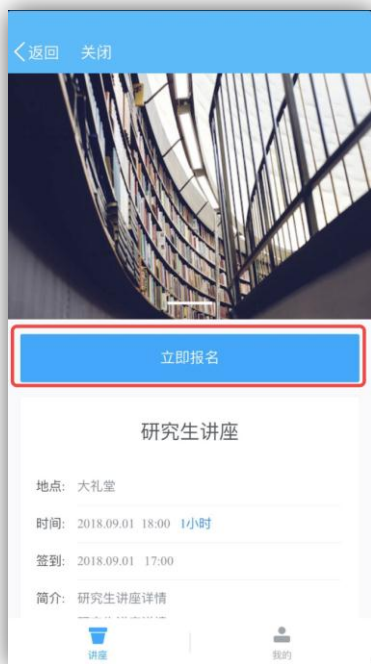 返回 关闭
立即报名
研究生讲座
地点: 大礼堂
时间: 2018.09.01 18:00 1小时
签到: 2018.09.01 17:00
简介: 研究生讲座详情
讲座 我的